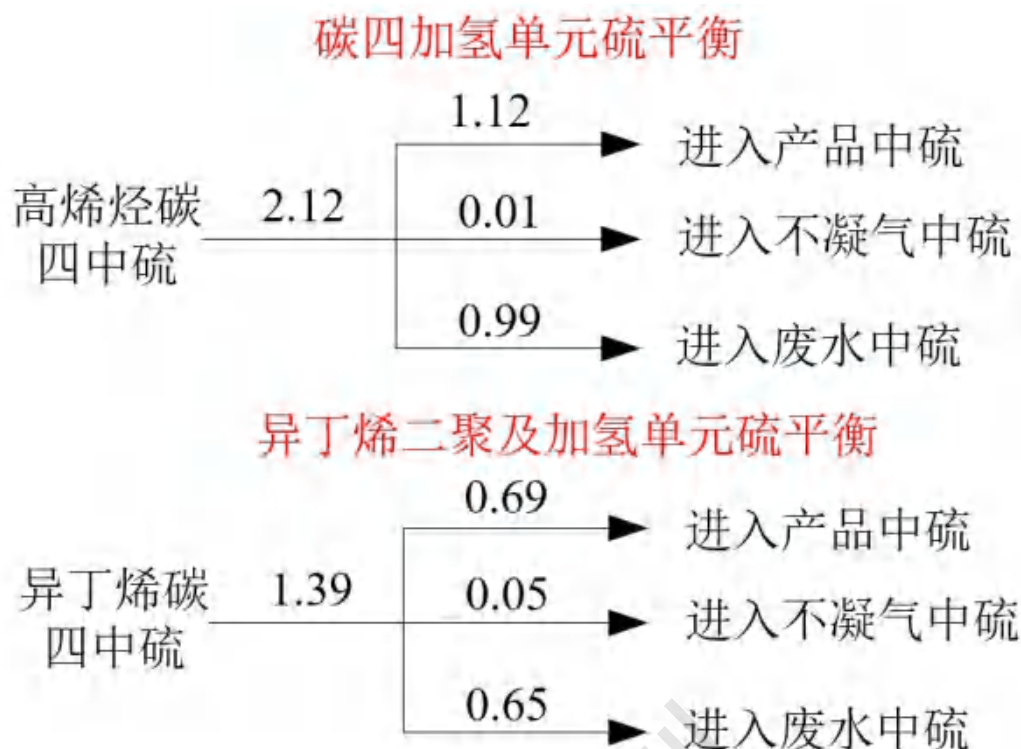 碳四加氢单元硫平衡
1.12
进入产品中硫
高烯烃碳
四中硫
2.12
0.01
进入不凝气中硫
0.99
进入废水中硫
异丁烯二聚及加氢单元硫平衡
0.69
进入产品中硫
异丁烯碳
四中硫
1.39
0.05
进入不凝气中硫
0.65
进入废水中硫